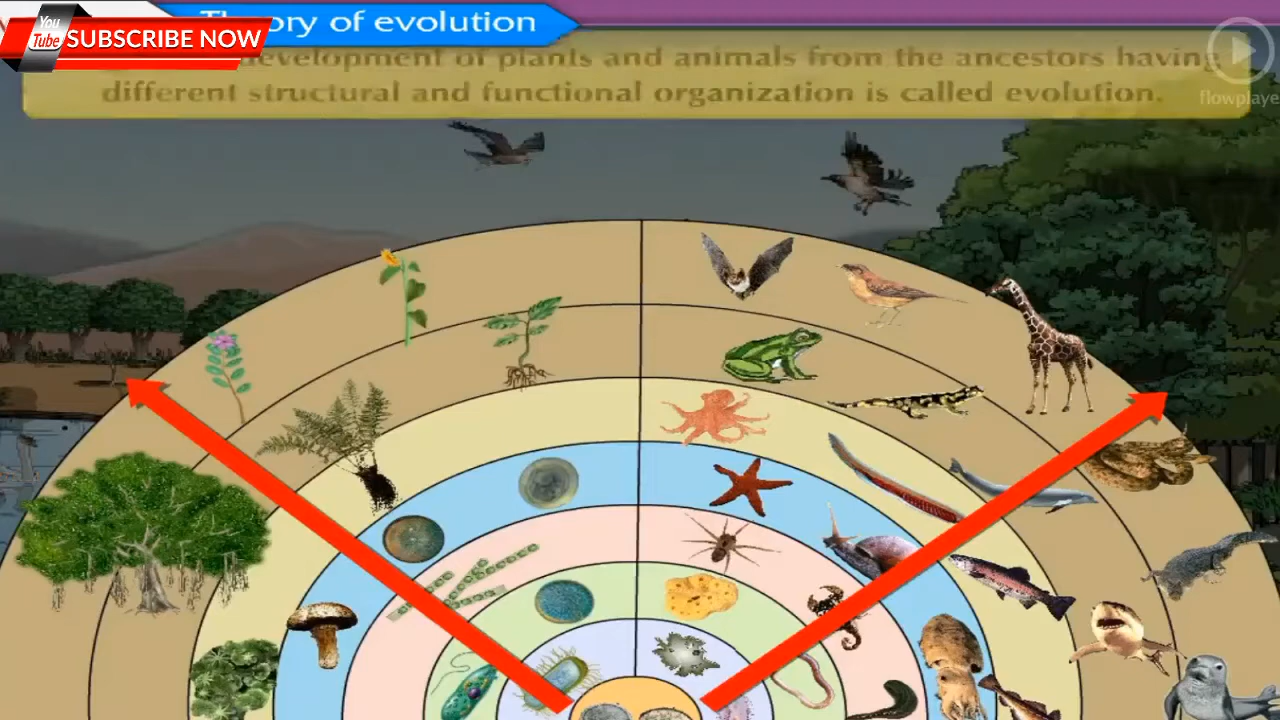 Theory of evolution
You
Tube SUBSCRIBE NOW
development of plants and animals from the ancestors having
different structural and functional organization is called evolution.
flowplaye